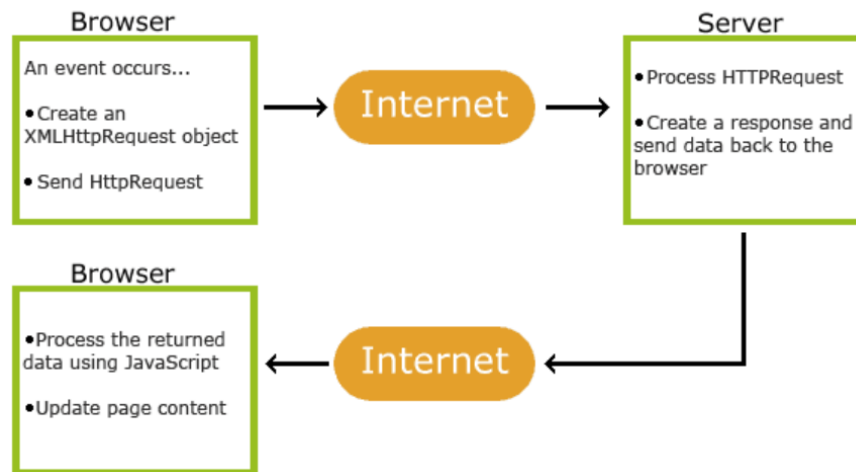 Browser
An event occurs...
•Create an
XMLHttpRequest object
• Send HttpRequest
Internet
Server
•Process HTTPRequest
•Create a response and
send data back to the
browser
Browser
•Process the returned
data using JavaScript
•Update page content
Internet